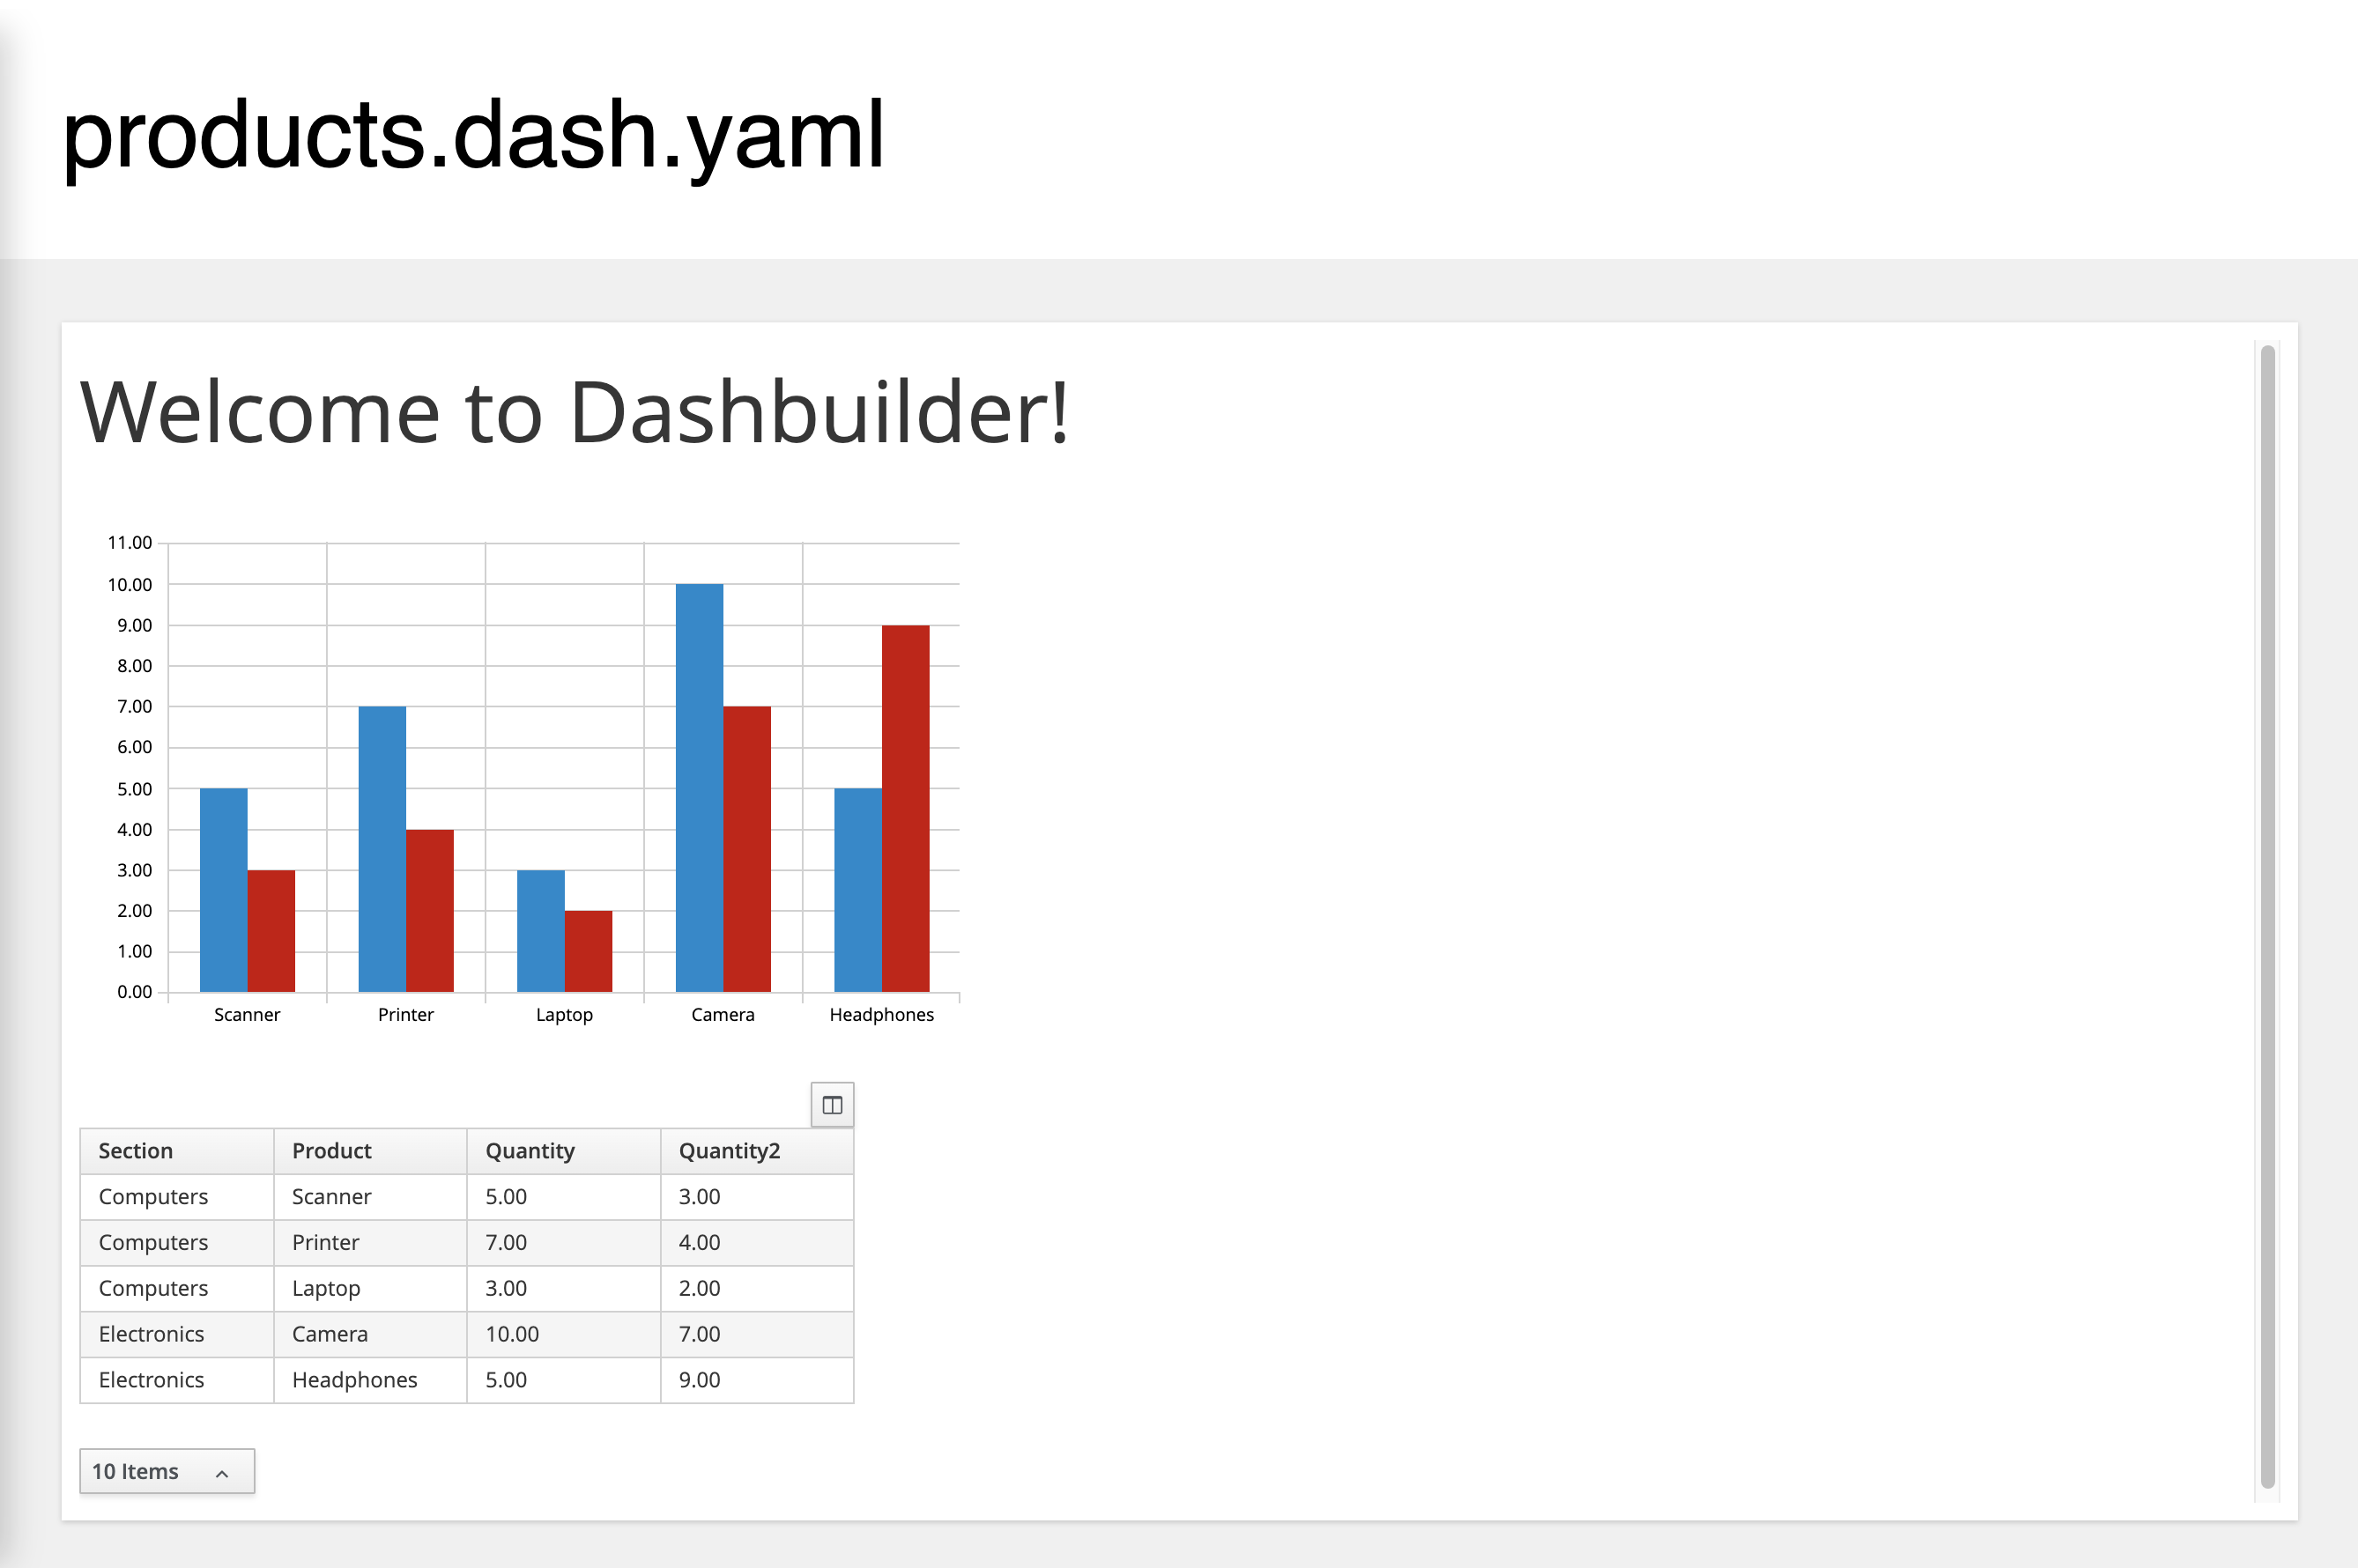 products.dash.yaml
Welcome to Dashbuilder!
11.00
10.00
9.00
8.00
7.00
6.00
5.00
4.00
3.00
2.00
1.00
0.00
Scanner Printer Laptop Camera Headphones
Section Product Quantity Quantity2
Computers Scanner 5.00 3.00
Computers Printer 7.00 4.00
Computers Laptop 3.00 2.00
Electronics Camera 10.00 7.00
Electronics Headphones 5.00 9.00
10 Items